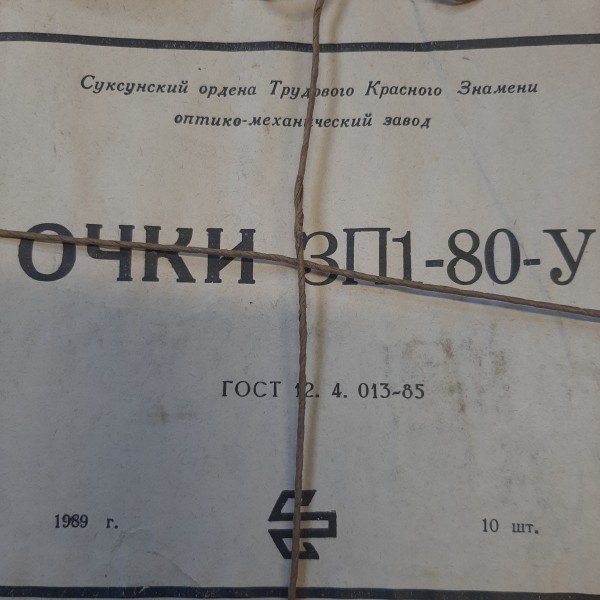 Суксунский ордена Трудового Красного Знамени
оптико-механический завод
ОЧКИ ЗП1-80-У
ГОСТ 12. 4. 013-85
1989 г.
10 шт.